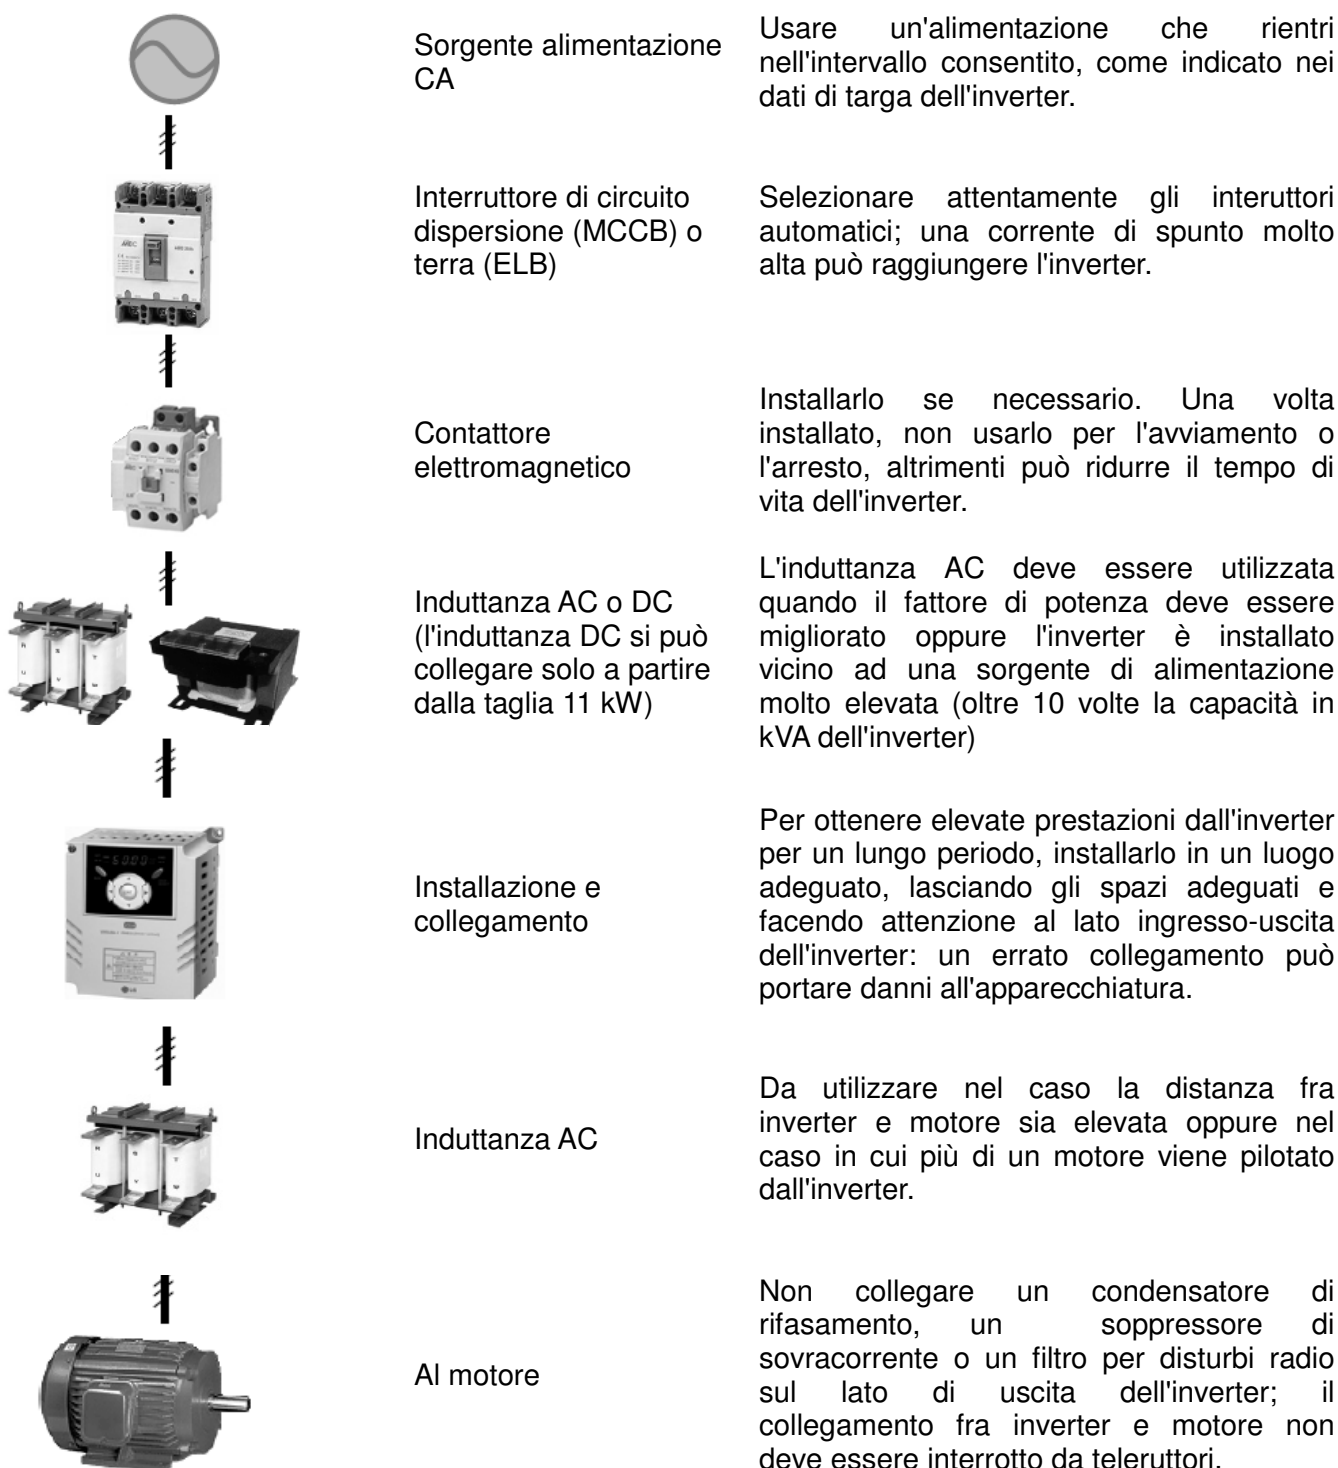 Sorgente alimentazione
CA
Usare un'alimentazione che rientri
nell'intervallo consentito, come indicato nei
dati di targa dell'inverter.
Interruttore di circuito
dispersione (MCCB) o
terra (ELB)
Selezionare attentamente gli interuttori
automatici; una corrente di spunto molto
alta può raggiungere l'inverter.
Contattore
elettromagnetico
Installarlo se necessario. Una volta
installato, non usarlo per l'avviamento o
l'arresto, altrimenti può ridurre il tempo di
vita dell'inverter.
Induttanza AC o DC
(l'induttanza DC si può
collegare solo a partire
dalla taglia 11 kW)
L'induttanza AC deve essere utilizzata
quando il fattore di potenza deve essere
migliorato oppure l'inverter è installato
vicino ad una sorgente di alimentazione
molto elevata (oltre 10 volte la capacità in
kVA dell'inverter)
Installazione e
collegamento
Per ottenere elevate prestazioni dall'inverter
per un lungo periodo, installarlo in un luogo
adeguato, lasciando gli spazi adeguati e
facendo attenzione al lato ingresso-uscita
dell'inverter: un errato collegamento può
portare danni all'apparecchiatura.
Induttanza AC
Da utilizzare nel caso la distanza fra
inverter e motore sia elevata oppure nel
caso in cui più di un motore viene pilotato
dall'inverter.
Al motore
Non collegare un condensatore di
rifasamento, un soppressore di
sovracorrente o un filtro per disturbi radio
sul lato di uscita dell'inverter; il
collegamento fra inverter e motore non
deve essere interrotto da teleruttori.